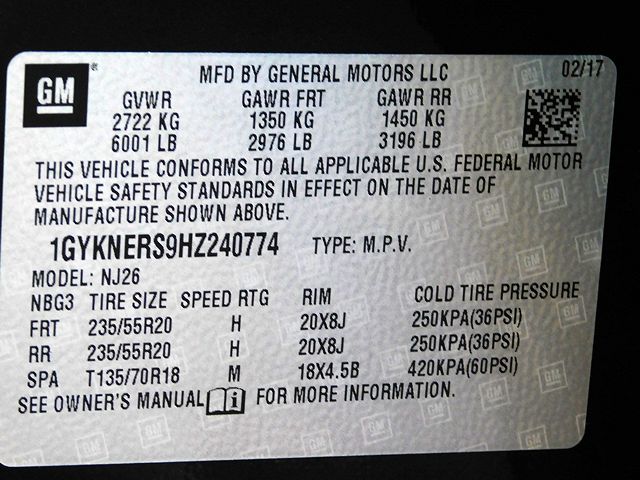 GM
MFD BY GENERAL MOTORS LLC 02/17
GVWR GAWR FRT GAWR RR
2722 KG 1350 KG 1450 KG
6001 LB 2976 LB 3196 LB
THIS VEHICLE CONFORMS TO ALL APPLICABLE U.S. FEDERAL MOTOR
VEHICLE SAFETY STANDARDS IN EFFECT ON THE DATE OF
MANUFACTURE SHOWN ABOVE.
1GYKNERS9HZ240774 TYPE: M.P.V.
MODEL: NJ26
NBG3 TIRE SIZE SPEED RTG RIM COLD TIRE PRESSURE
FRT 235/55R20 H 20X8J 250KPA(36PSI)
RR 235/55R20 H 20X8J 250KPA(36PSI)
SPA T135/70R18 M 18X4.5B 420KPA(60PSI)
SEE OWNER'S MANUAL i FOR MORE INFORMATION.